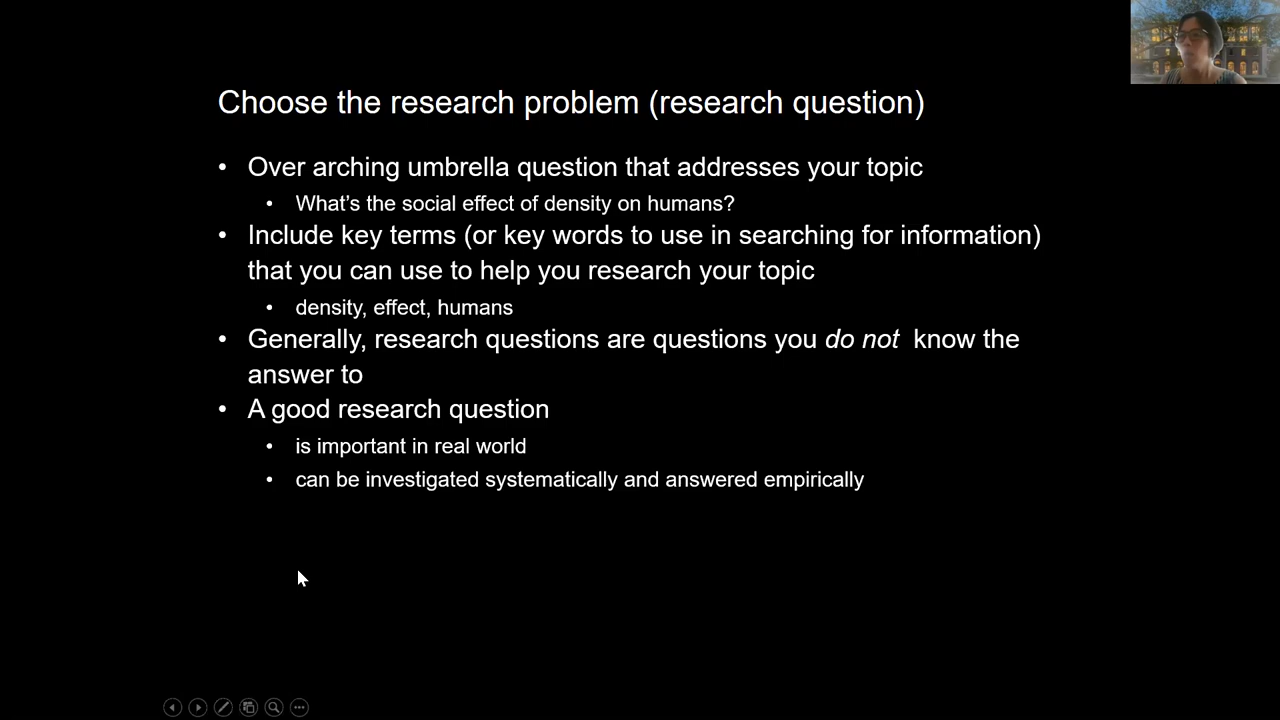 Choose the research problem (research question)
• Over arching umbrella question that addresses your topic
• What's the social effect of density on humans?
• Include key terms (or key words to use in searching for information)
that you can use to help you research your topic
• density, effect, humans
• Generally, research questions are questions you do not know the
answer to
• A good research question
• is important in real world
• can be investigated systematically and answered empirically